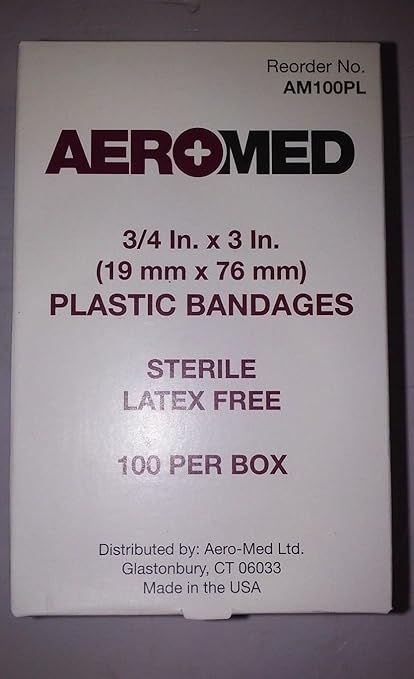 Reorder No.
AM100PL
AEROMED
3/4 In. x 3 In.
(19 mm x 76 mm)
PLASTIC BANDAGES
STERILE
LATEX FREE
100 PER BOX
Distributed by: Aero-Med Ltd.
Glastonbury, CT 06033
Made in the USA